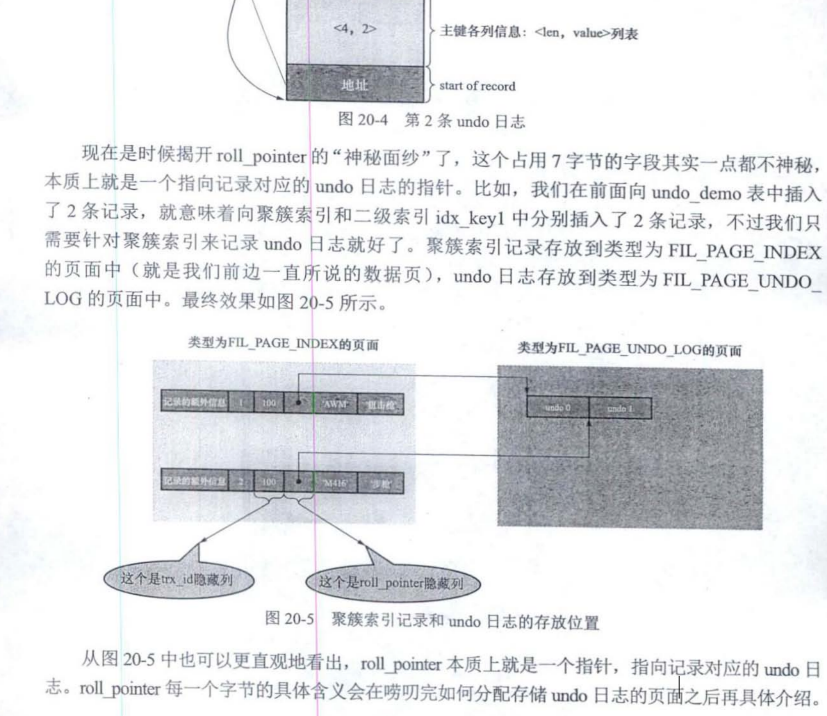 <4, 2>
主键各列信息：<len, value>列表
地址
start of record
图 20-4 第 2 条 undo 日志
现在是时候揭开 roll_pointer 的“神秘面纱”了，这个占用 7 字节的字段其实一点都不神秘，
本质上就是一个指向记录对应的 undo 日志的指针。比如，我们在前面向 undo_demo 表中插入
了 2 条记录，就意味着向聚簇索引和二级索引 idx_key1 中分别插入了 2 条记录，不过我们只
需要针对聚簇索引来记录 undo 日志就好了。聚簇索引记录存放到类型为 FIL_PAGE_INDEX
的页面中（就是我们前边一直所说的数据页），undo 日志存放到类型为 FIL_PAGE_UNDO_
LOG 的页面中。最终效果如图 20-5 所示。
类型为FIL_PAGE_INDEX的页面
类型为FIL_PAGE_UNDO_LOG的页面
记录的额外信息 1 100 'AWM' '狙击枪'
undo 0 undo 1
记录的额外信息 2 100 'M416' '步枪'
这个是trx_id隐藏列
这个是roll_pointer隐藏列
图 20-5 聚簇索引记录和 undo 日志的存放位置
从图 20-5 中也可以更直观地看出，roll_pointer 本质上就是一个指针，指向记录对应的 undo 日
志。roll_pointer 每一个字节的具体含义会在唠叨完如何分配存储 undo 日志的页面之后再具体介绍。